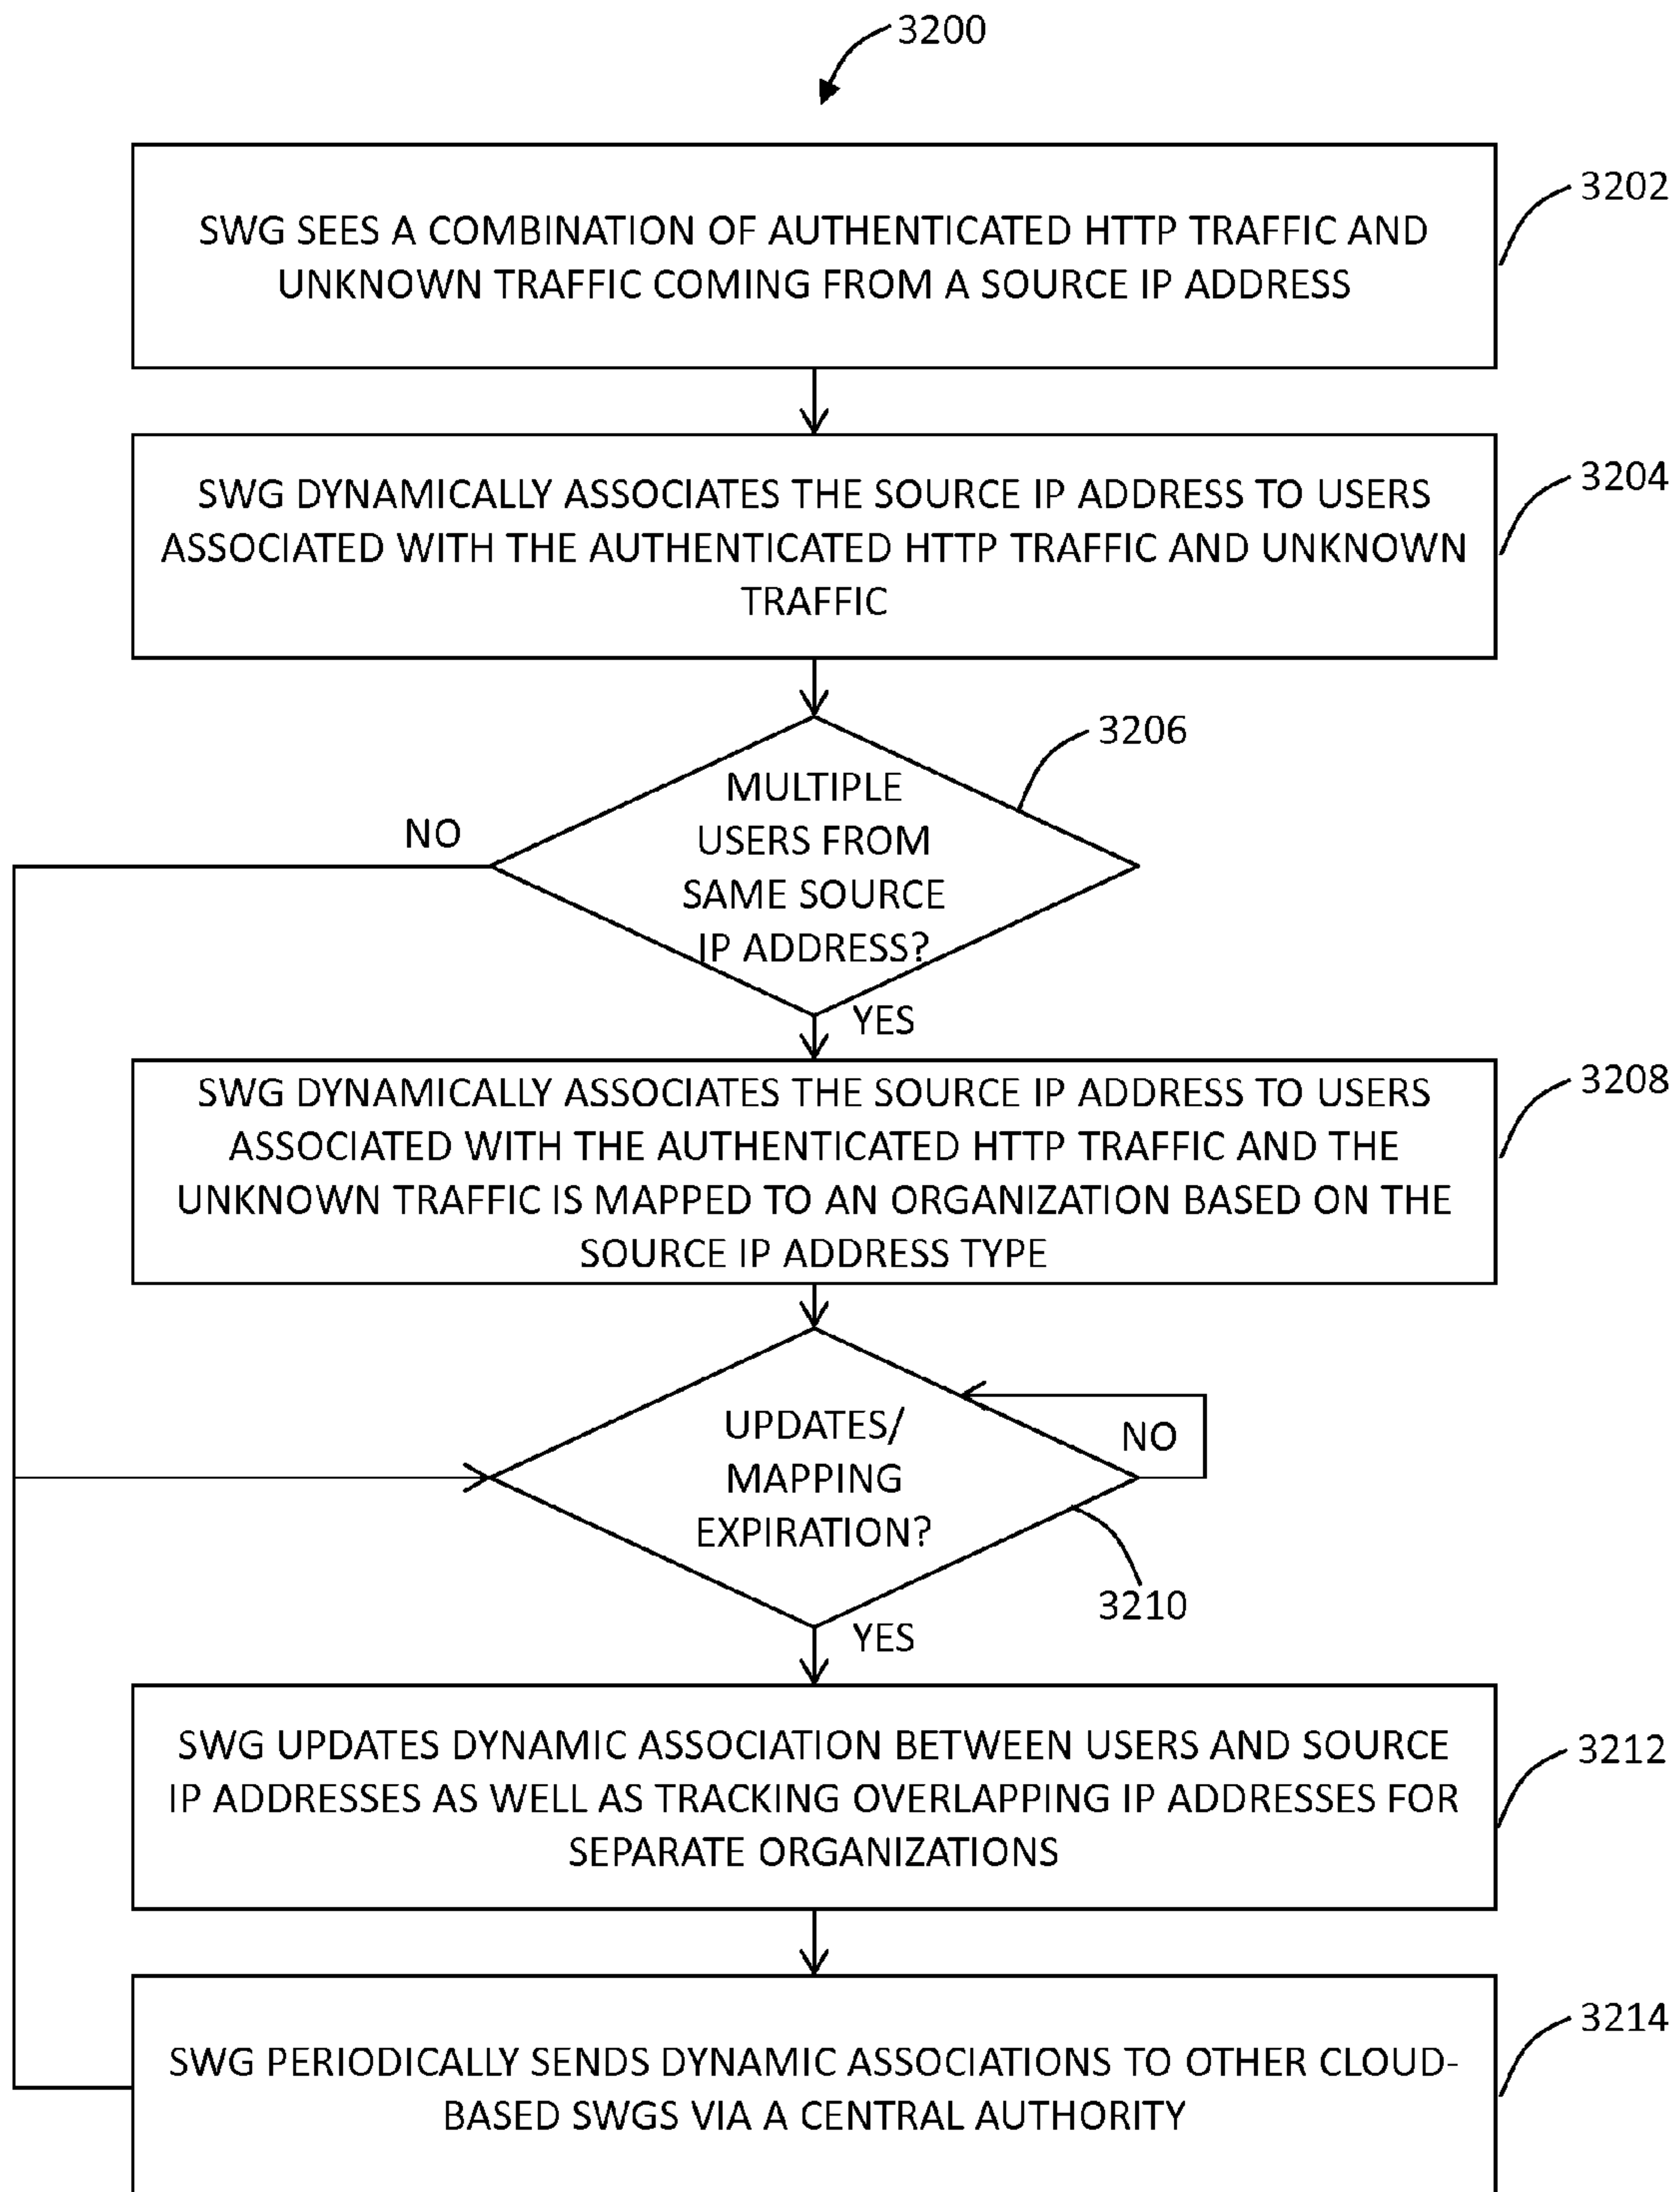 3200
3202
SWG SEES A COMBINATION OF AUTHENTICATED HTTP TRAFFIC AND
UNKNOWN TRAFFIC COMING FROM A SOURCE IP ADDRESS
3204
SWG DYNAMICALLY ASSOCIATES THE SOURCE IP ADDRESS TO USERS
ASSOCIATED WITH THE AUTHENTICATED HTTP TRAFFIC AND UNKNOWN
TRAFFIC
3206
MULTIPLE
USERS FROM
SAME SOURCE
IP ADDRESS?
NO
YES
3208
SWG DYNAMICALLY ASSOCIATES THE SOURCE IP ADDRESS TO USERS
ASSOCIATED WITH THE AUTHENTICATED HTTP TRAFFIC AND THE
UNKNOWN TRAFFIC IS MAPPED TO AN ORGANIZATION BASED ON THE
SOURCE IP ADDRESS TYPE
UPDATES/
MAPPING
EXPIRATION?
NO
3210
YES
3212
SWG UPDATES DYNAMIC ASSOCIATION BETWEEN USERS AND SOURCE
IP ADDRESSES AS WELL AS TRACKING OVERLAPPING IP ADDRESSES FOR
SEPARATE ORGANIZATIONS
3214
SWG PERIODICALLY SENDS DYNAMIC ASSOCIATIONS TO OTHER CLOUD-
BASED SWGS VIA A CENTRAL AUTHORITY